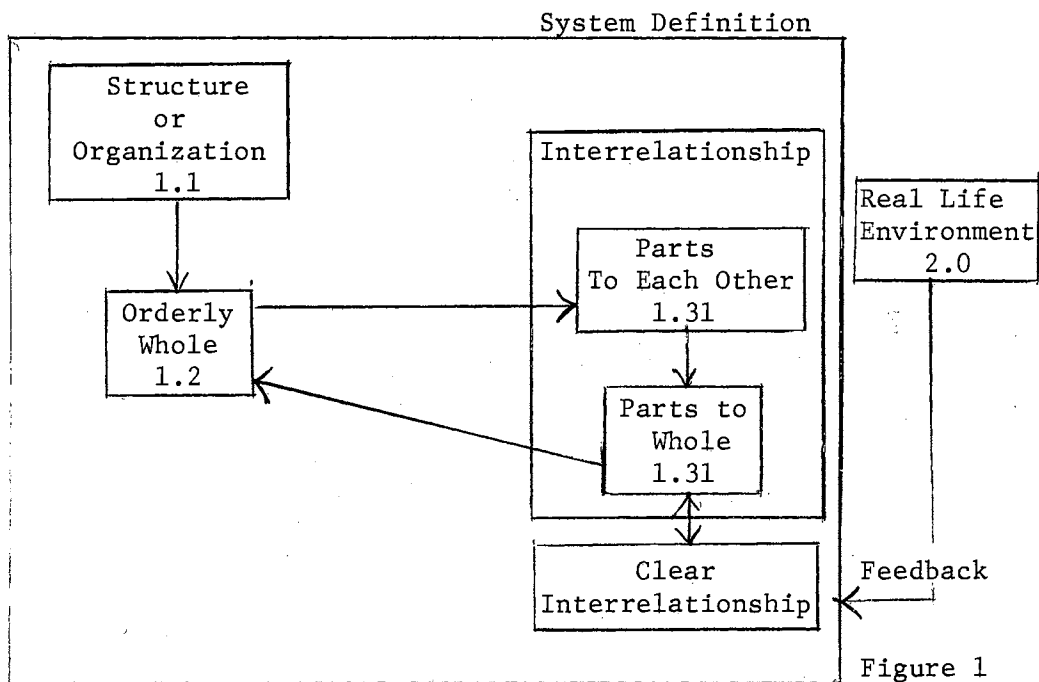 System Definition
Structure
or
Organization
1.1
Interrelationship
Real Life
Environment
2.0
Parts
To Each Other
1.31
Orderly
Whole
1.2
Parts to
Whole
1.31
Clear
Interrelationship
Feedback
Figure 1